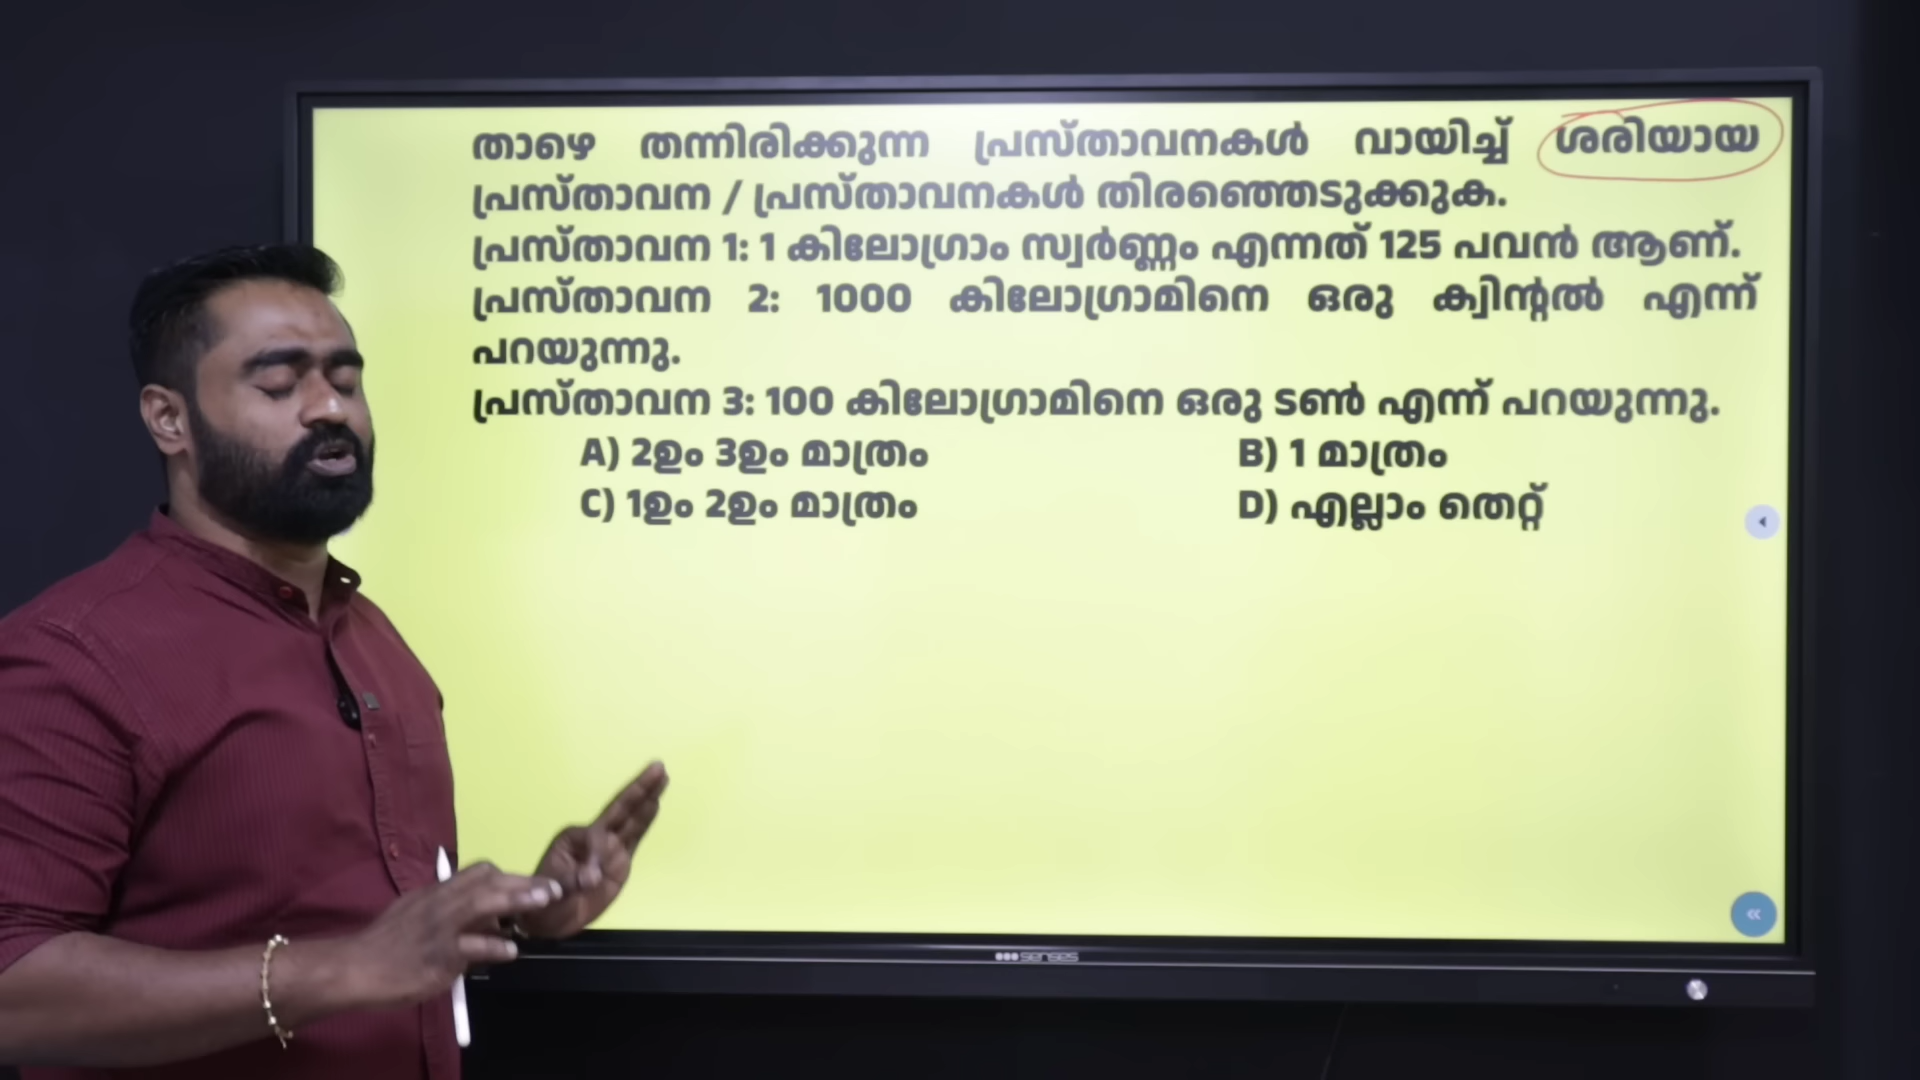 താഴെ തന്നിരിക്കുന്ന പ്രസ്താവനകൾ വായിച്ച് ശരിയായ
പ്രസ്താവന / പ്രസ്താവനകൾ തിരഞ്ഞെടുക്കുക.
പ്രസ്താവന 1: 1 കിലോഗ്രാം സ്വർണ്ണം എന്നത് 125 പവൻ ആണ്.
പ്രസ്താവന 2: 1000 കിലോഗ്രാമിനെ ഒരു ക്വിന്റൽ എന്ന്
പറയുന്നു.
പ്രസ്താവന 3: 100 കിലോഗ്രാമിനെ ഒരു ടൺ എന്ന് പറയുന്നു.
A) 2ഉം 3ഉം മാത്രം B) 1 മാത്രം
C) 1ഉം 2ഉം മാത്രം D) എല്ലാം തെറ്റ്
senses